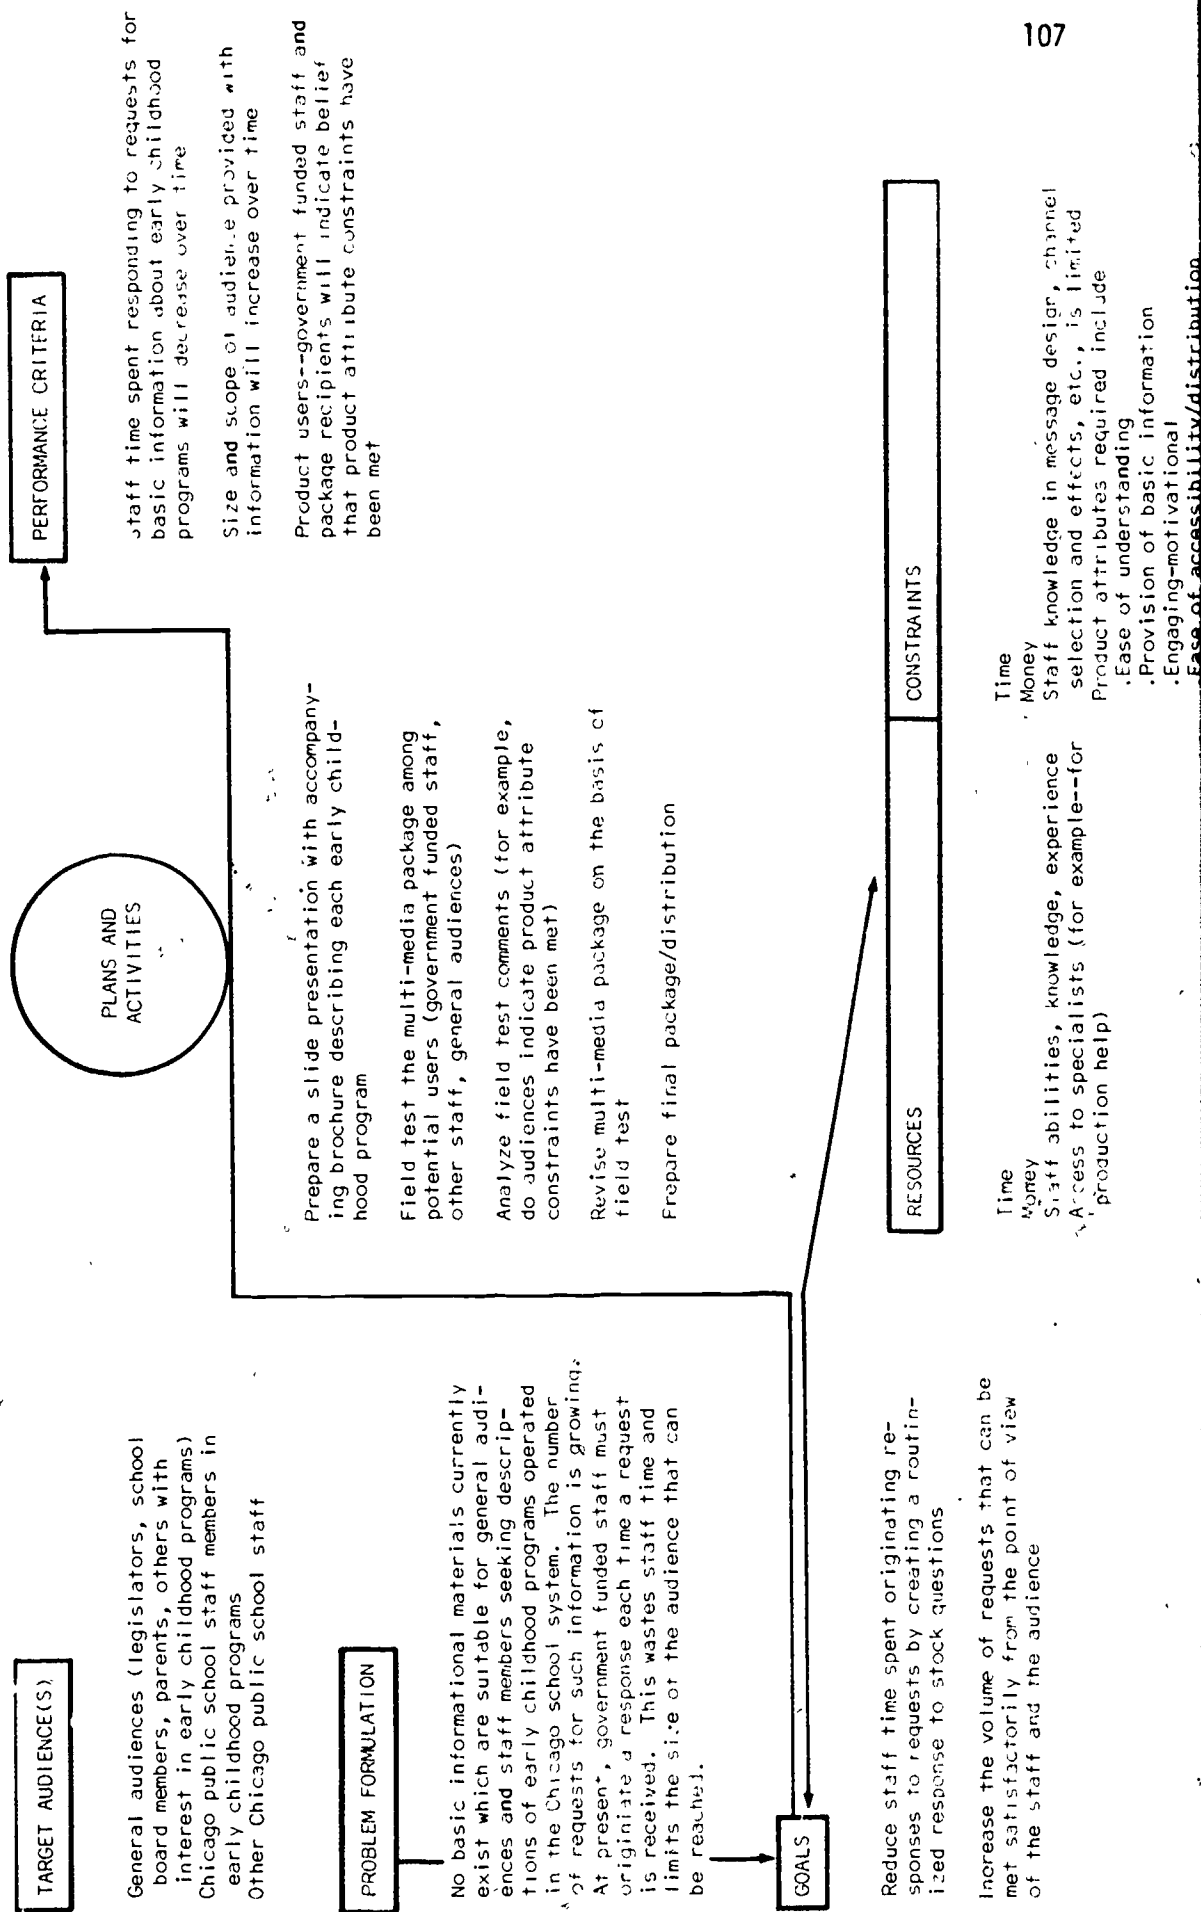 TARGET AUDIENCE(S)
General audiences (legislators, school
board members, parents, others with
interest in early childhood programs)
Chicago public school staff members in
early childhood programs
Other Chicago public school staff
PROBLEM FORMULATION
No basic informational materials currently
exist which are suitable for general audi-
ences and staff members seeking descrip-
tions of early childhood programs operated
in the Chicago school system. The number
of requests for such information is growing.
At present, government funded staff must
originiate a response each time a request
is received. This wastes staff time and
limits the size of the audience that can
be reached.
GOALS
Reduce staff time spent originating re-
sponses to requests by creating a routin-
ized response to stock questions
Increase the volume of requests that can be
met satisfactorily from the point of view
of the staff and the audience
PLANS AND
ACTIVITIES
Prepare a slide presentation with accompany-
ing brochure describing each early child-
hood program
Field test the multi-media package among
potential users (government funded staff,
other staff, general audiences)
Analyze field test comments (for example,
do audiences indicate product attribute
constraints have been met)
Revise multi-media package on the basis of
field test
Prepare final package/distribution
RESOURCES
Time
Money
Staff abilities, knowledge, experience
Access to specialists (for example--for
production help)
CONSTRAINTS
Time
Money
Staff knowledge in message design, channel
selection and effects, etc., is limited
Product attributes required include
.Ease of understanding
.Provision of basic information
.Engaging-motivational
.Ease of accessibility/distribution
PERFORMANCE CRITERIA
Staff time spent responding to requests for
basic information about early childhood
programs will decrease over time
Size and scope of audience provided with
information will increase over time
Product users--government funded staff and
package recipients will indicate belief
that product attribute constraints have
been met
107